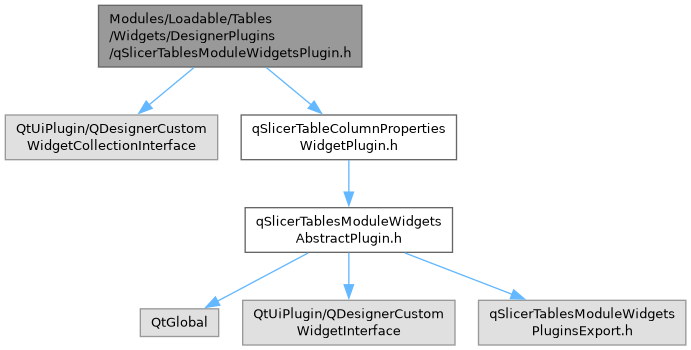 Modules/Loadable/Tables
/Widgets/DesignerPlugins
/qSlicerTablesModuleWidgetsPlugin.h
QtUiPlugin/QDesignerCustom
WidgetCollectionInterface
qSlicerTableColumnProperties
WidgetPlugin.h
qSlicerTablesModuleWidgets
AbstractPlugin.h
QtGlobal
QtUiPlugin/QDesignerCustom
WidgetInterface
qSlicerTablesModuleWidgets
PluginsExport.h